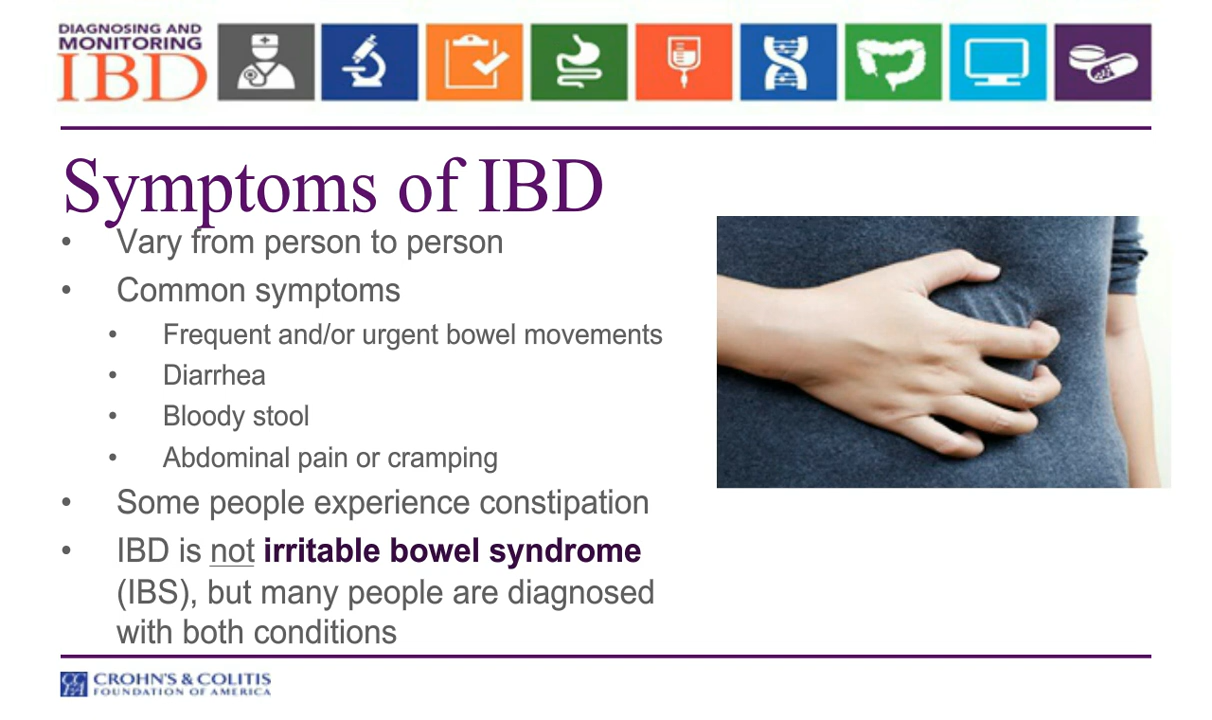 DIAGNOSING AND
MONITORING
IBD
Symptoms of IBD
• Vary from person to person
• Common symptoms
• Frequent and/or urgent bowel movements
• Diarrhea
• Bloody stool
• Abdominal pain or cramping
• Some people experience constipation
• IBD is not irritable bowel syndrome
(IBS), but many people are diagnosed
with both conditions
CCFA
CROHN'S & COLITIS
FOUNDATION OF AMERICA